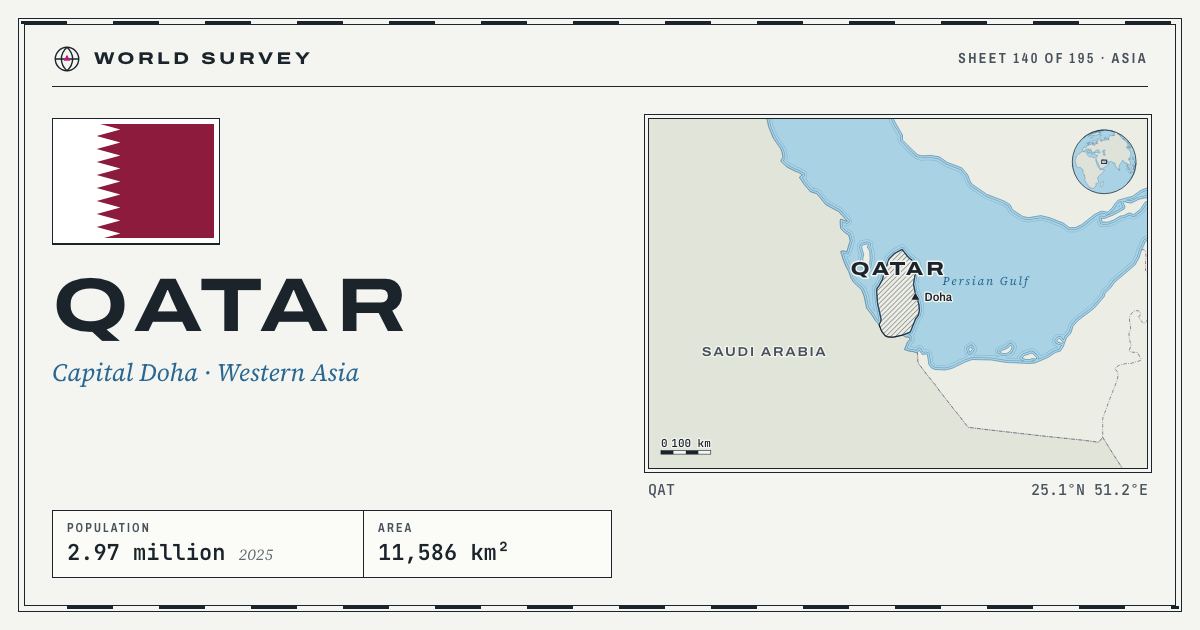 WORLD SURVEY
SHEET 140 OF 195 · ASIA
QATAR
Capital Doha · Western Asia
QATAR
Persian Gulf
Doha
SAUDI ARABIA
0 100 km
QAT
25.1°N 51.2°E
POPULATION
2.97 million 2025
AREA
11,586 km²